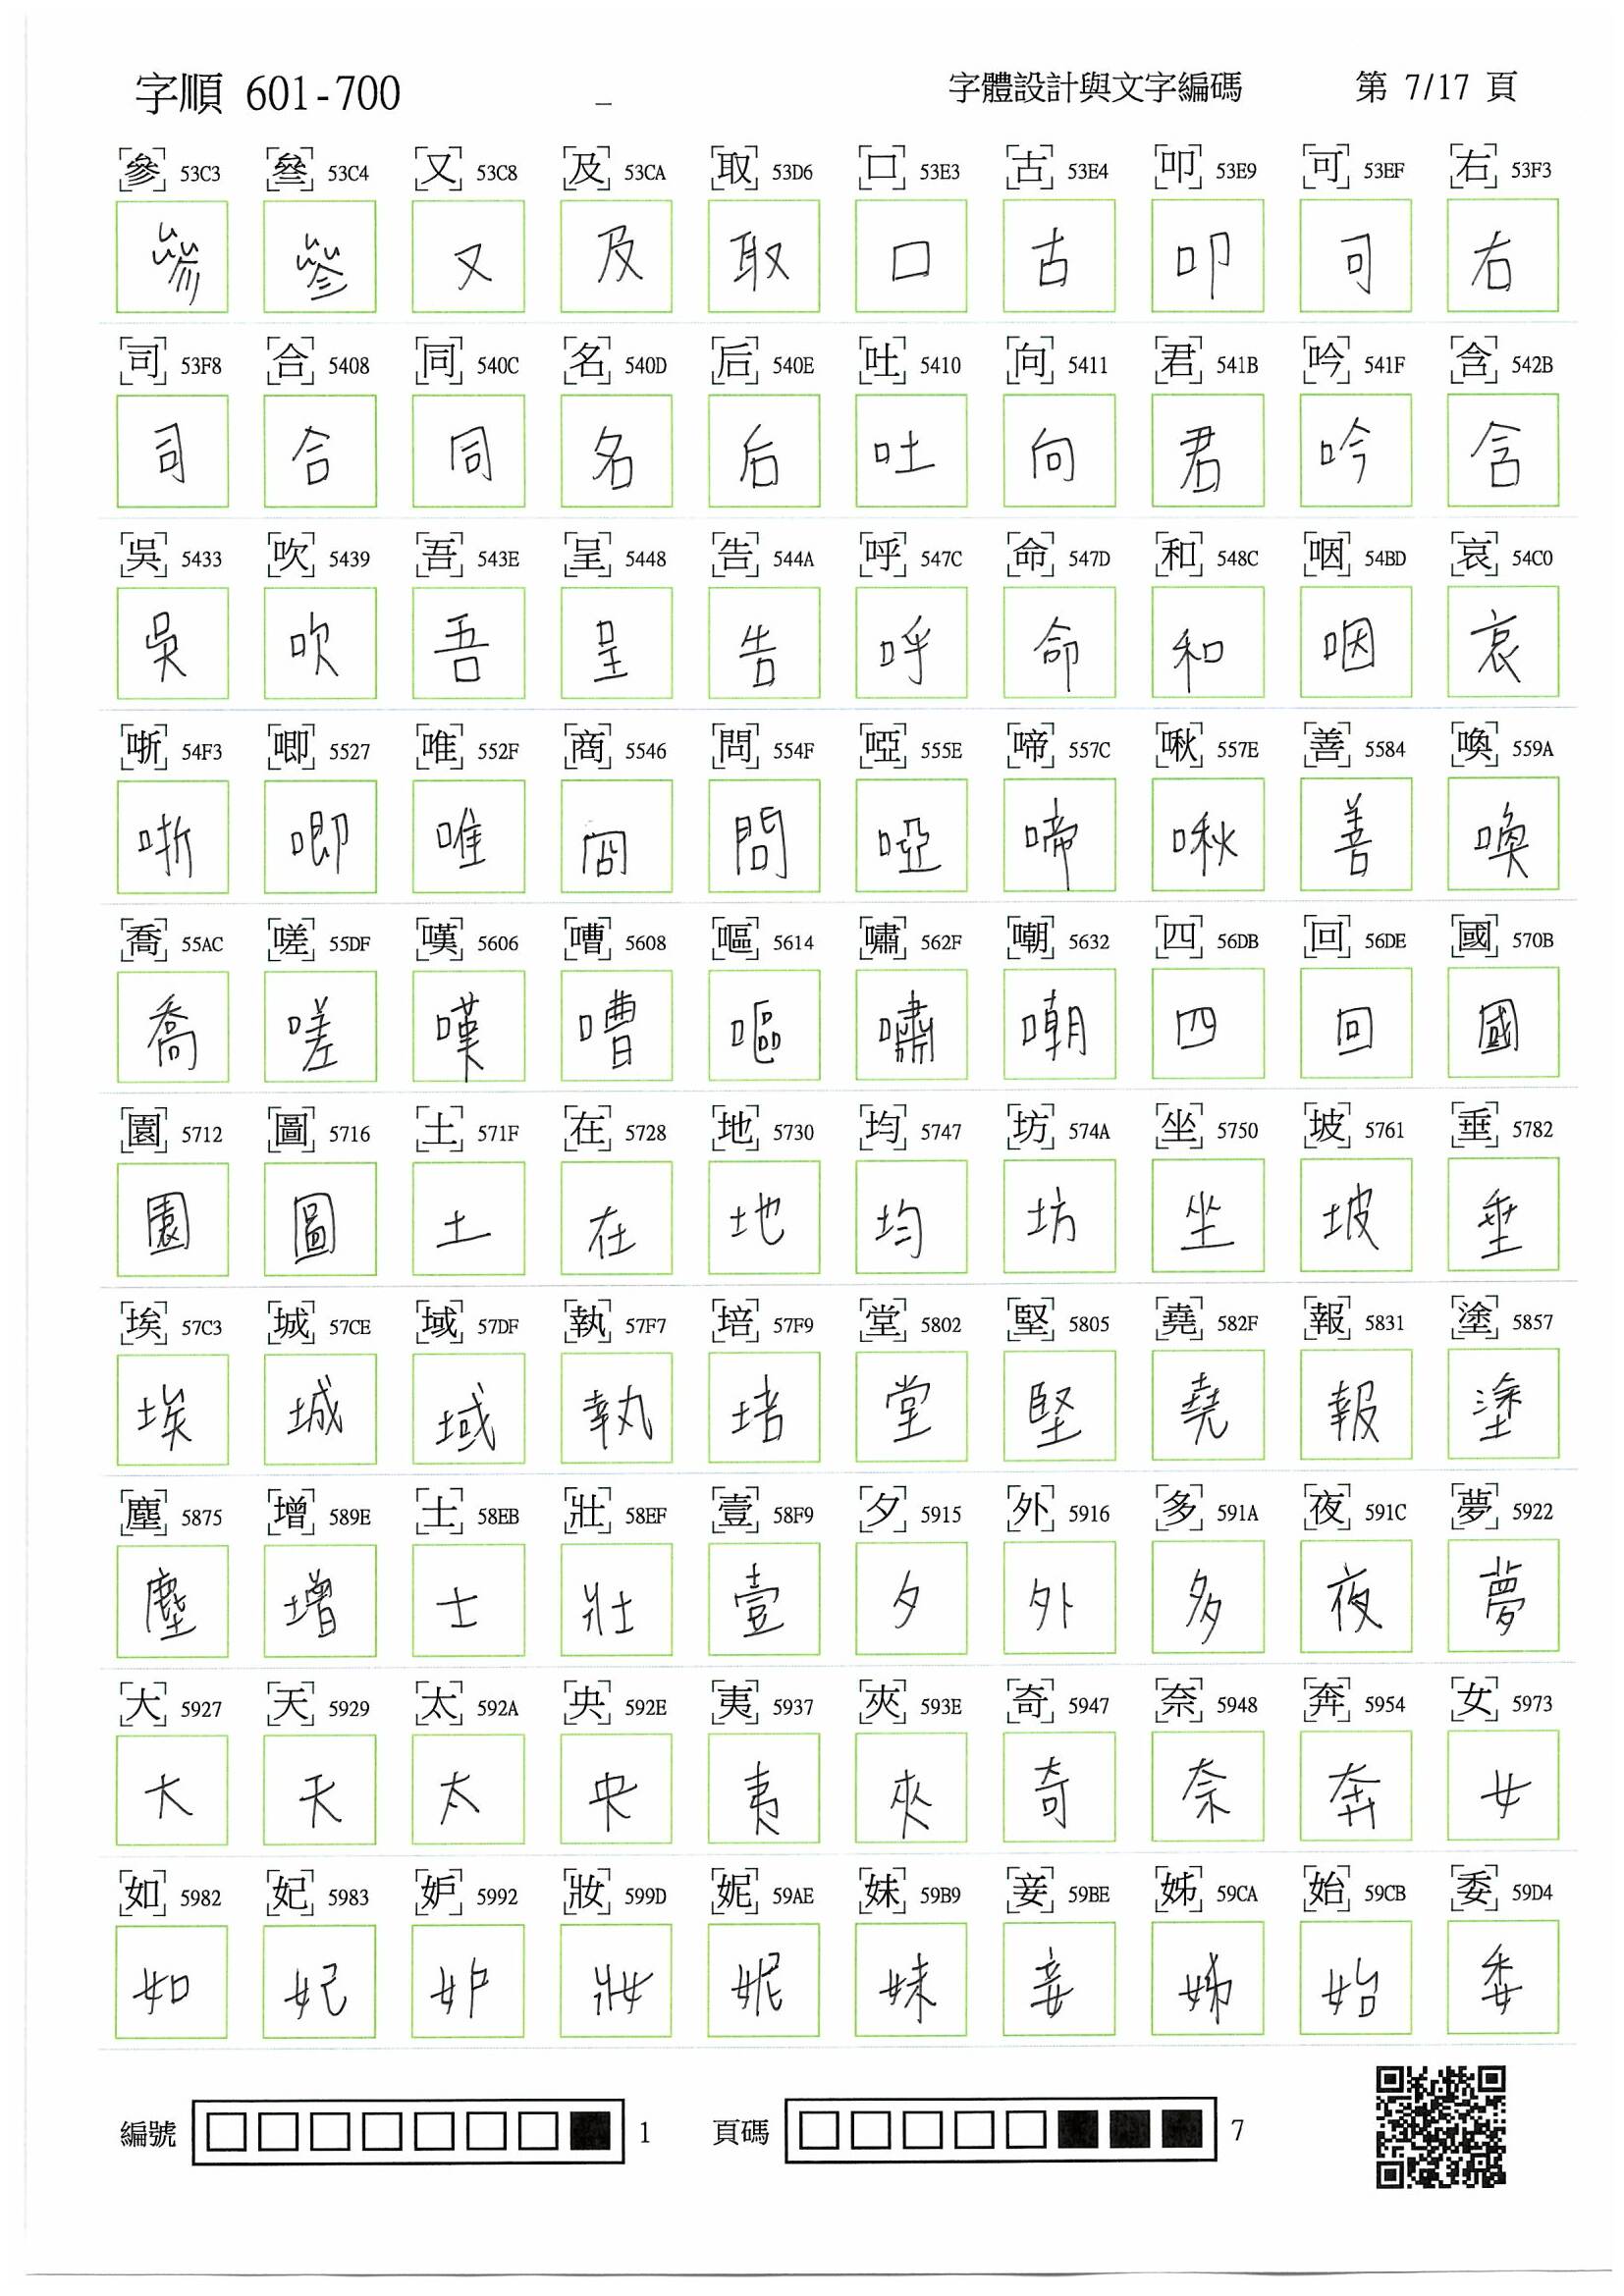 字順 601-700 字體設計與文字編碼 第 7/17 頁
參 53C3 叄 53C4 又 53C8 及 53CA 取 53D6 口 53E3 古 53E4 叩 53E9 可 53EF 右 53F3
參 叄 又 及 取 口 古 叩 可 右
司 53F8 合 5408 同 540C 名 540D 后 540E 吐 5410 向 5411 君 541B 吟 541F 含 542B
司 合 同 名 后 吐 向 君 吟 含
吳 5433 吹 5439 吾 543E 呈 5448 告 544A 呼 547C 命 547D 和 548C 咽 54BD 哀 54C0
吳 吹 吾 呈 告 呼 命 和 咽 哀
哳 54F3 唧 5527 唯 552F 商 5546 問 554F 啞 555E 啼 557C 啾 557E 善 5584 喚 559A
哳 唧 唯 問 啞 啼 啾 善 喚
喬 55AC 嗟 55DF 嘆 5606 嘈 5608 嘔 5614 嘯 562F 嘲 5632 四 56DB 回 56DE 國 570B
喬 嗟 嘆 嘈 嘔 嘯 嘲 四 回 國
園 5712 圖 5716 土 571F 在 5728 地 5730 均 5747 坊 574A 坐 5750 坡 5761 垂 5782
園 圖 土 在 地 均 坊 坐 坡 垂
埃 57C3 城 57CE 域 57DF 執 57F7 培 57F9 堂 5802 堅 5805 堯 582F 報 5831 塗 5857
埃 城 域 執 培 堂 堅 堯 報 塗
塵 5875 增 589E 士 58EB 壯 58EF 壹 58F9 夕 5915 外 5916 多 591A 夜 591C 夢 5922
塵 增 士 壯 壹 夕 外 多 夜 夢
大 5927 天 5929 太 592A 央 592E 夷 5937 夾 593E 奇 5947 奈 5948 奔 5954 女 5973
大 天 太 央 夷 夾 奇 奈 奔 女
如 5982 妃 5983 妒 5992 妝 599D 妮 59AE 妹 59B9 妾 59BE 姊 59CA 始 59CB 委 59D4
如 妃 妒 妝 妮 妹 妾 姊 始 委
編號 1 頁碼 7